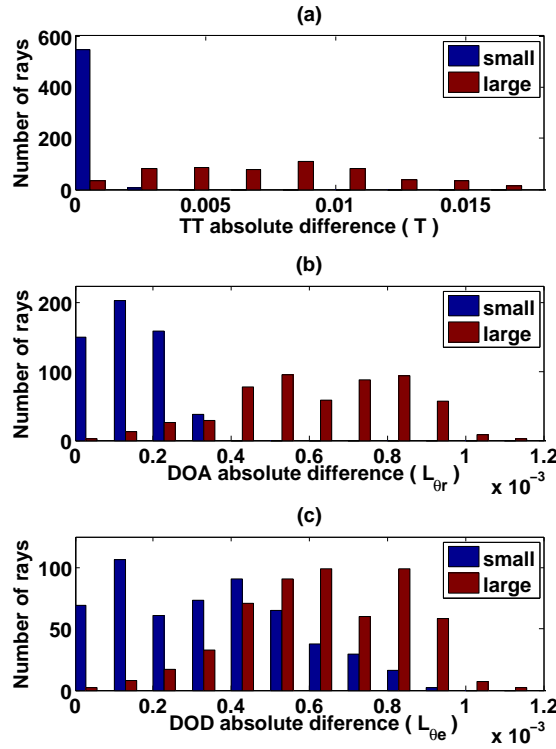 (a)
Number of rays
600
400
200
0
small
large
0 0.005 0.01 0.015
TT absolute difference ( T )
(b)
Number of rays
200
100
0
small
large
0 0.2 0.4 0.6 0.8 1 1.2
DOA absolute difference ( L_θr )
x 10^-3
(c)
Number of rays
100
50
0
small
large
0 0.2 0.4 0.6 0.8 1 1.2
DOD absolute difference ( L_θe )
x 10^-3